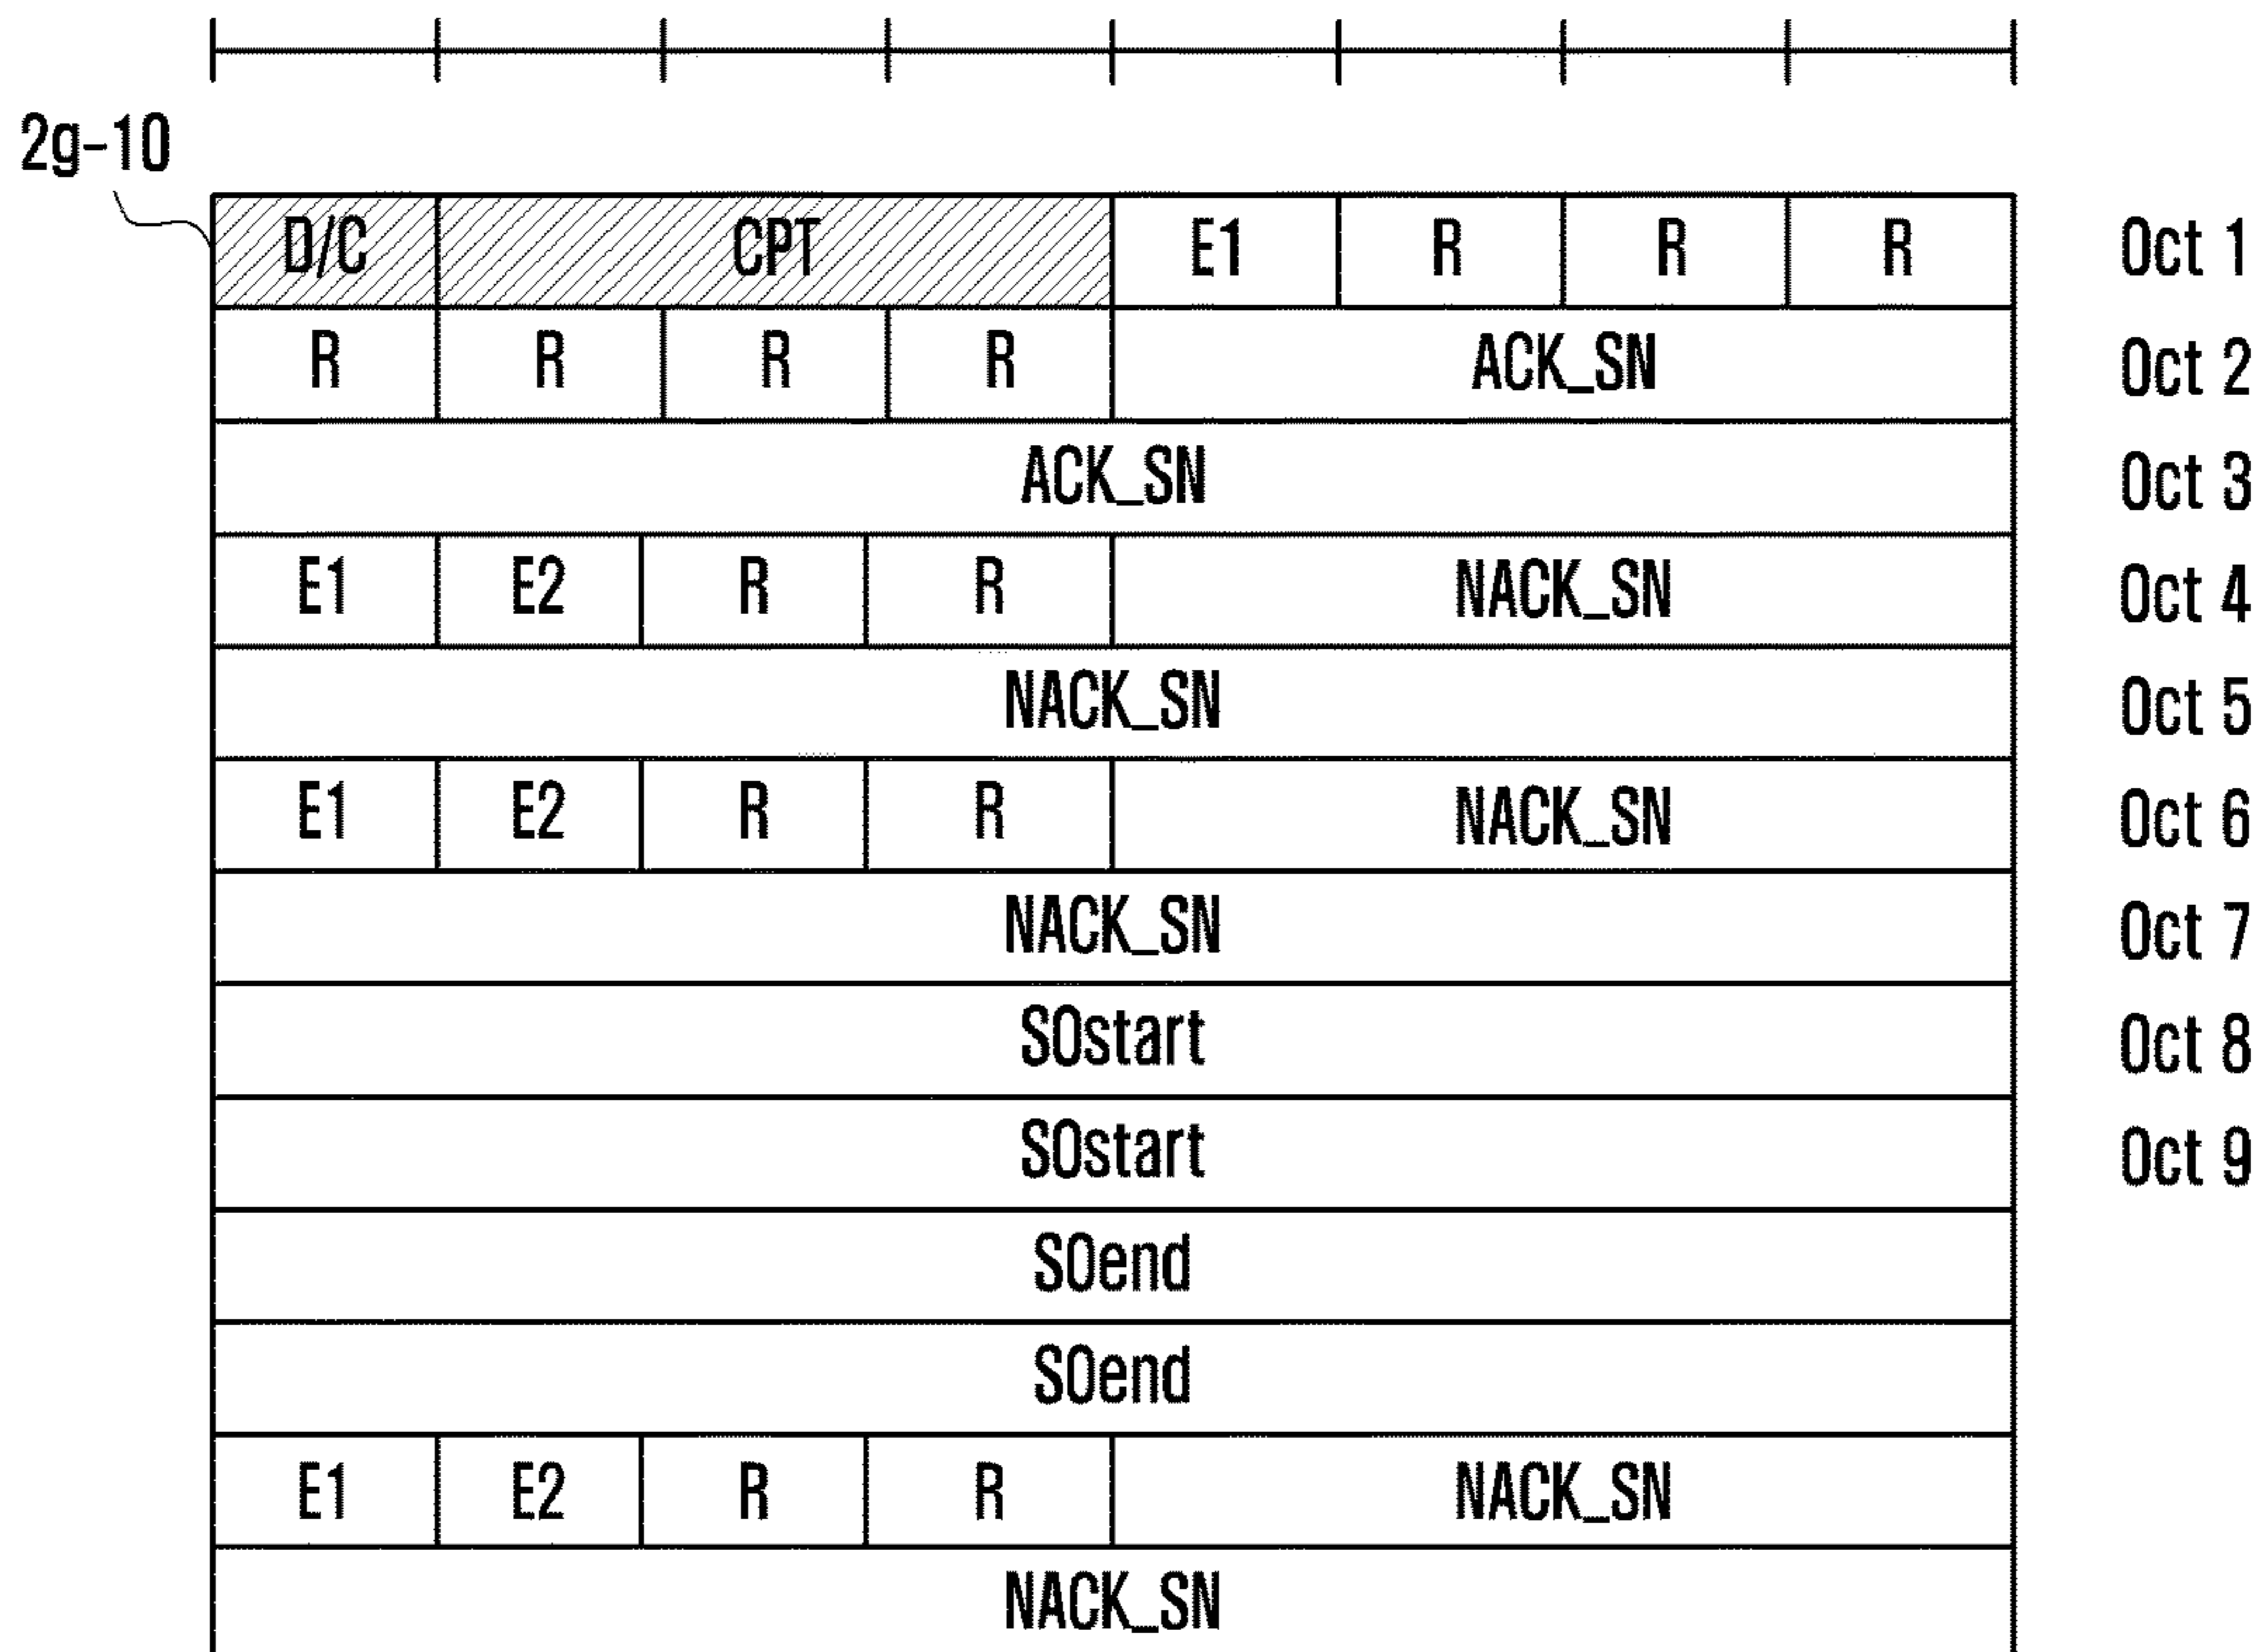 2g-10
D/C CPT E1 R R R Oct 1
R R R R ACK_SN Oct 2
ACK_SN Oct 3
E1 E2 R R NACK_SN Oct 4
NACK_SN Oct 5
E1 E2 R R NACK_SN Oct 6
NACK_SN Oct 7
SOstart Oct 8
SOstart Oct 9
SOend
SOend
E1 E2 R R NACK_SN
NACK_SN